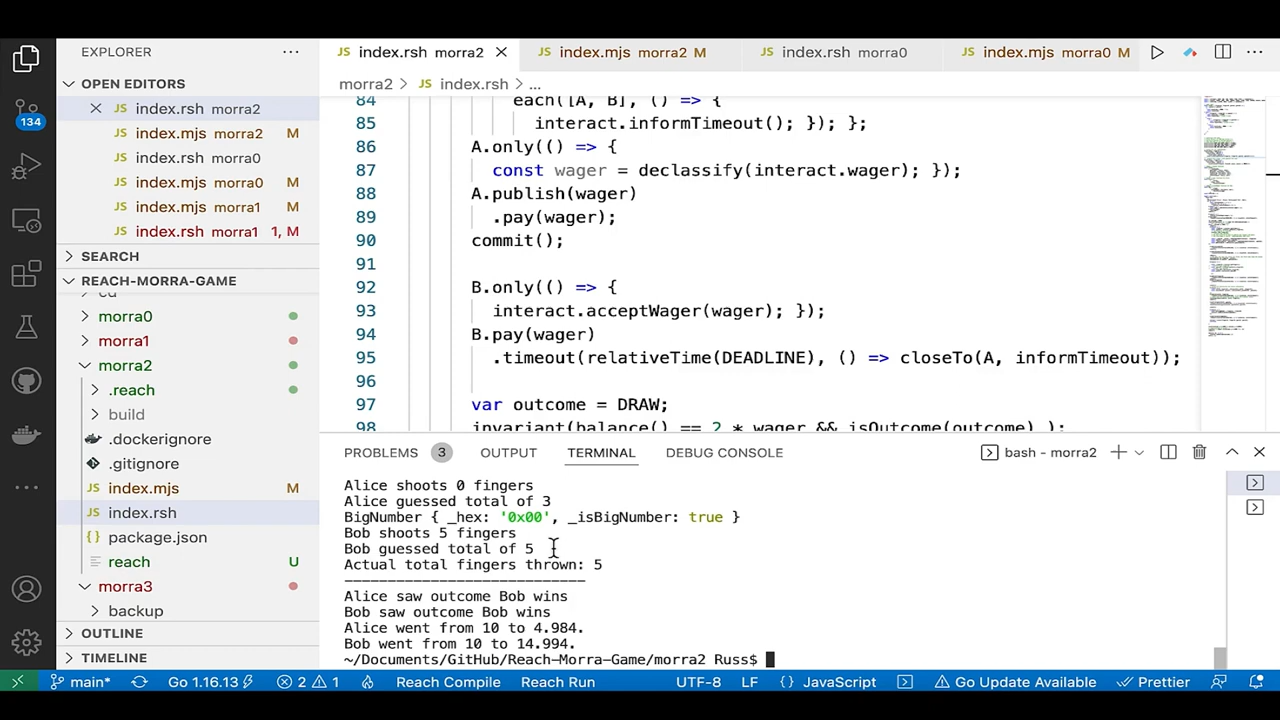 EXPLORER
OPEN EDITORS
index.rsh morra2
index.mjs morra2 M
index.rsh morra0
index.mjs morra0 M
index.mjs morra1 M
index.rsh morra1 1, M
SEARCH
REACH-MORRA-GAME
cd
morra0
morra1
morra2
.reach
build
.dockerignore
.gitignore
index.mjs M
index.rsh
package.json
reach U
morra3
backup
OUTLINE
TIMELINE
134
JS index.rsh morra2
JS index.mjs morra2 M
JS index.rsh morra0
JS index.mjs morra0 M
morra2 > JS index.rsh > ...
84 each([A, B], () => {
85 interact.informTimeout(); }); };
86 A.only(() => {
87 const wager = declassify(interact.wager); });
88 A.publish(wager)
89 .pay(wager);
90 commit();
91
92 B.only(() => {
93 interact.acceptWager(wager); });
94 B.pay(wager)
95 .timeout(relativeTime(DEADLINE), () => closeTo(A, informTimeout));
96
97 var outcome = DRAW;
98 invariant(balance() == 2 * wager && isOutcome(outcome) );
PROBLEMS 3 OUTPUT TERMINAL DEBUG CONSOLE bash - morra2
Alice shoots 0 fingers
Alice guessed total of 3
BigNumber { _hex: '0x00', _isBigNumber: true }
Bob shoots 5 fingers
Bob guessed total of 5
Actual total fingers thrown: 5
------------------------------
Alice saw outcome Bob wins
Bob saw outcome Bob wins
Alice went from 10 to 4.984.
Bob went from 10 to 14.994.
~/Documents/GitHub/Reach-Morra-Game/morra2 Russ$
main* Go 1.16.13 2 1 Reach Compile Reach Run UTF-8 LF {} JavaScript Go Update Available Prettier